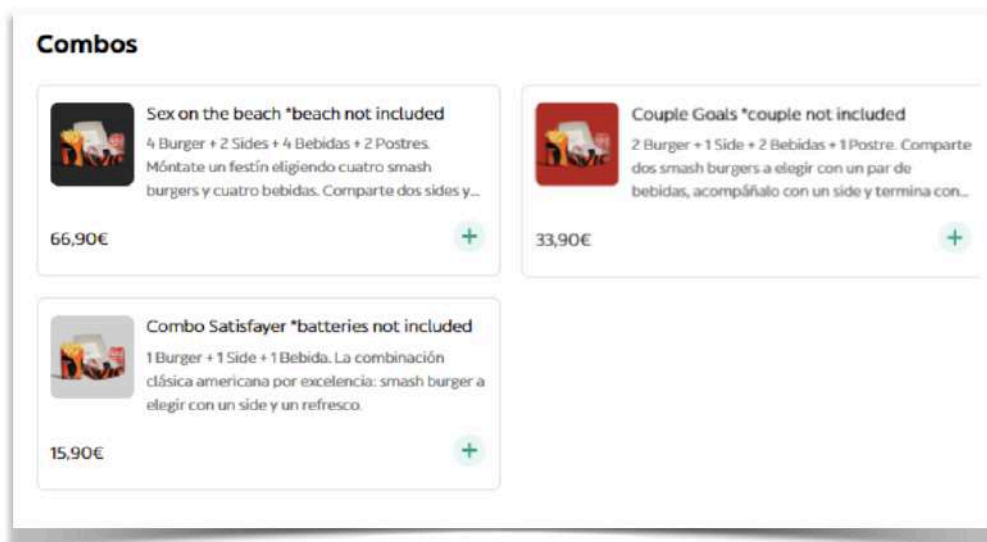 Combos
Sex on the beach *beach not included
4 Burger + 2 Sides + 4 Bebidas + 2 Postres.
Móntate un festín eligiendo cuatro smash
burgers y cuatro bebidas. Comparte dos sides y...
66,90€
+
Couple Goals *couple not included
2 Burger + 1 Side + 2 Bebidas + 1 Postre. Comparte
dos smash burgers a elegir con un par de
bebidas, acompáñalo con un side y termina con...
33,90€
+
Combo Satisfayer *batteries not included
1 Burger + 1 Side + 1 Bebida. La combinación
clásica americana por excelencia: smash burger a
elegir con un side y un refresco.
15,90€
+